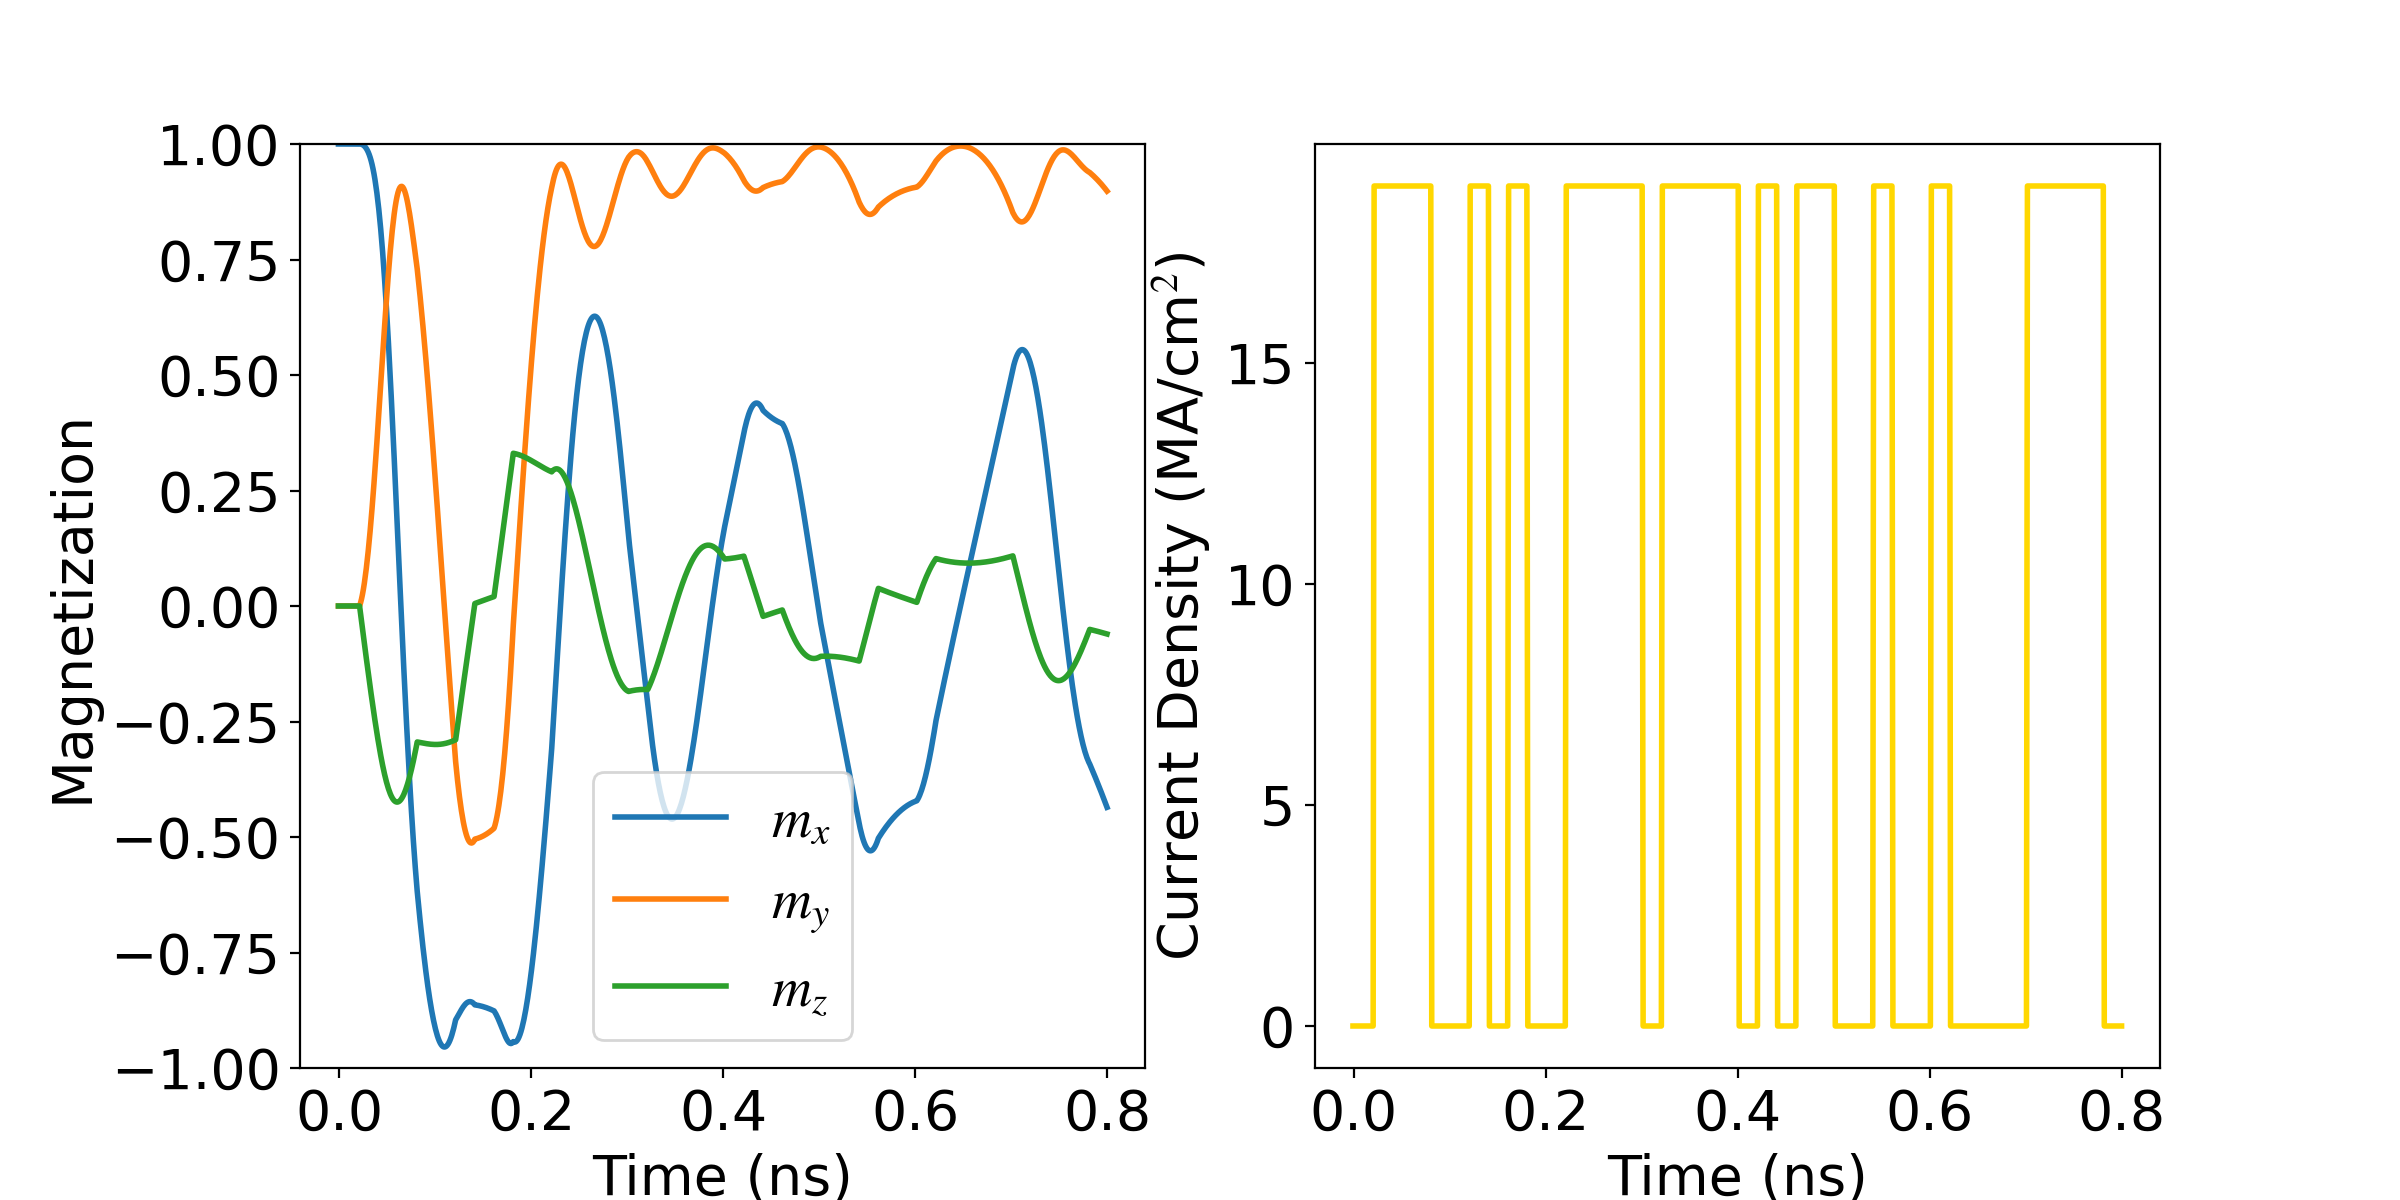 Magnetization
1.00
0.75
0.50
0.25
0.00
−0.25
−0.50
−0.75
−1.00
0.0 0.2 0.4 0.6 0.8
Time (ns)
m_x
m_y
m_z
Current Density (MA/cm²)
15
10
5
0
0.0 0.2 0.4 0.6 0.8
Time (ns)